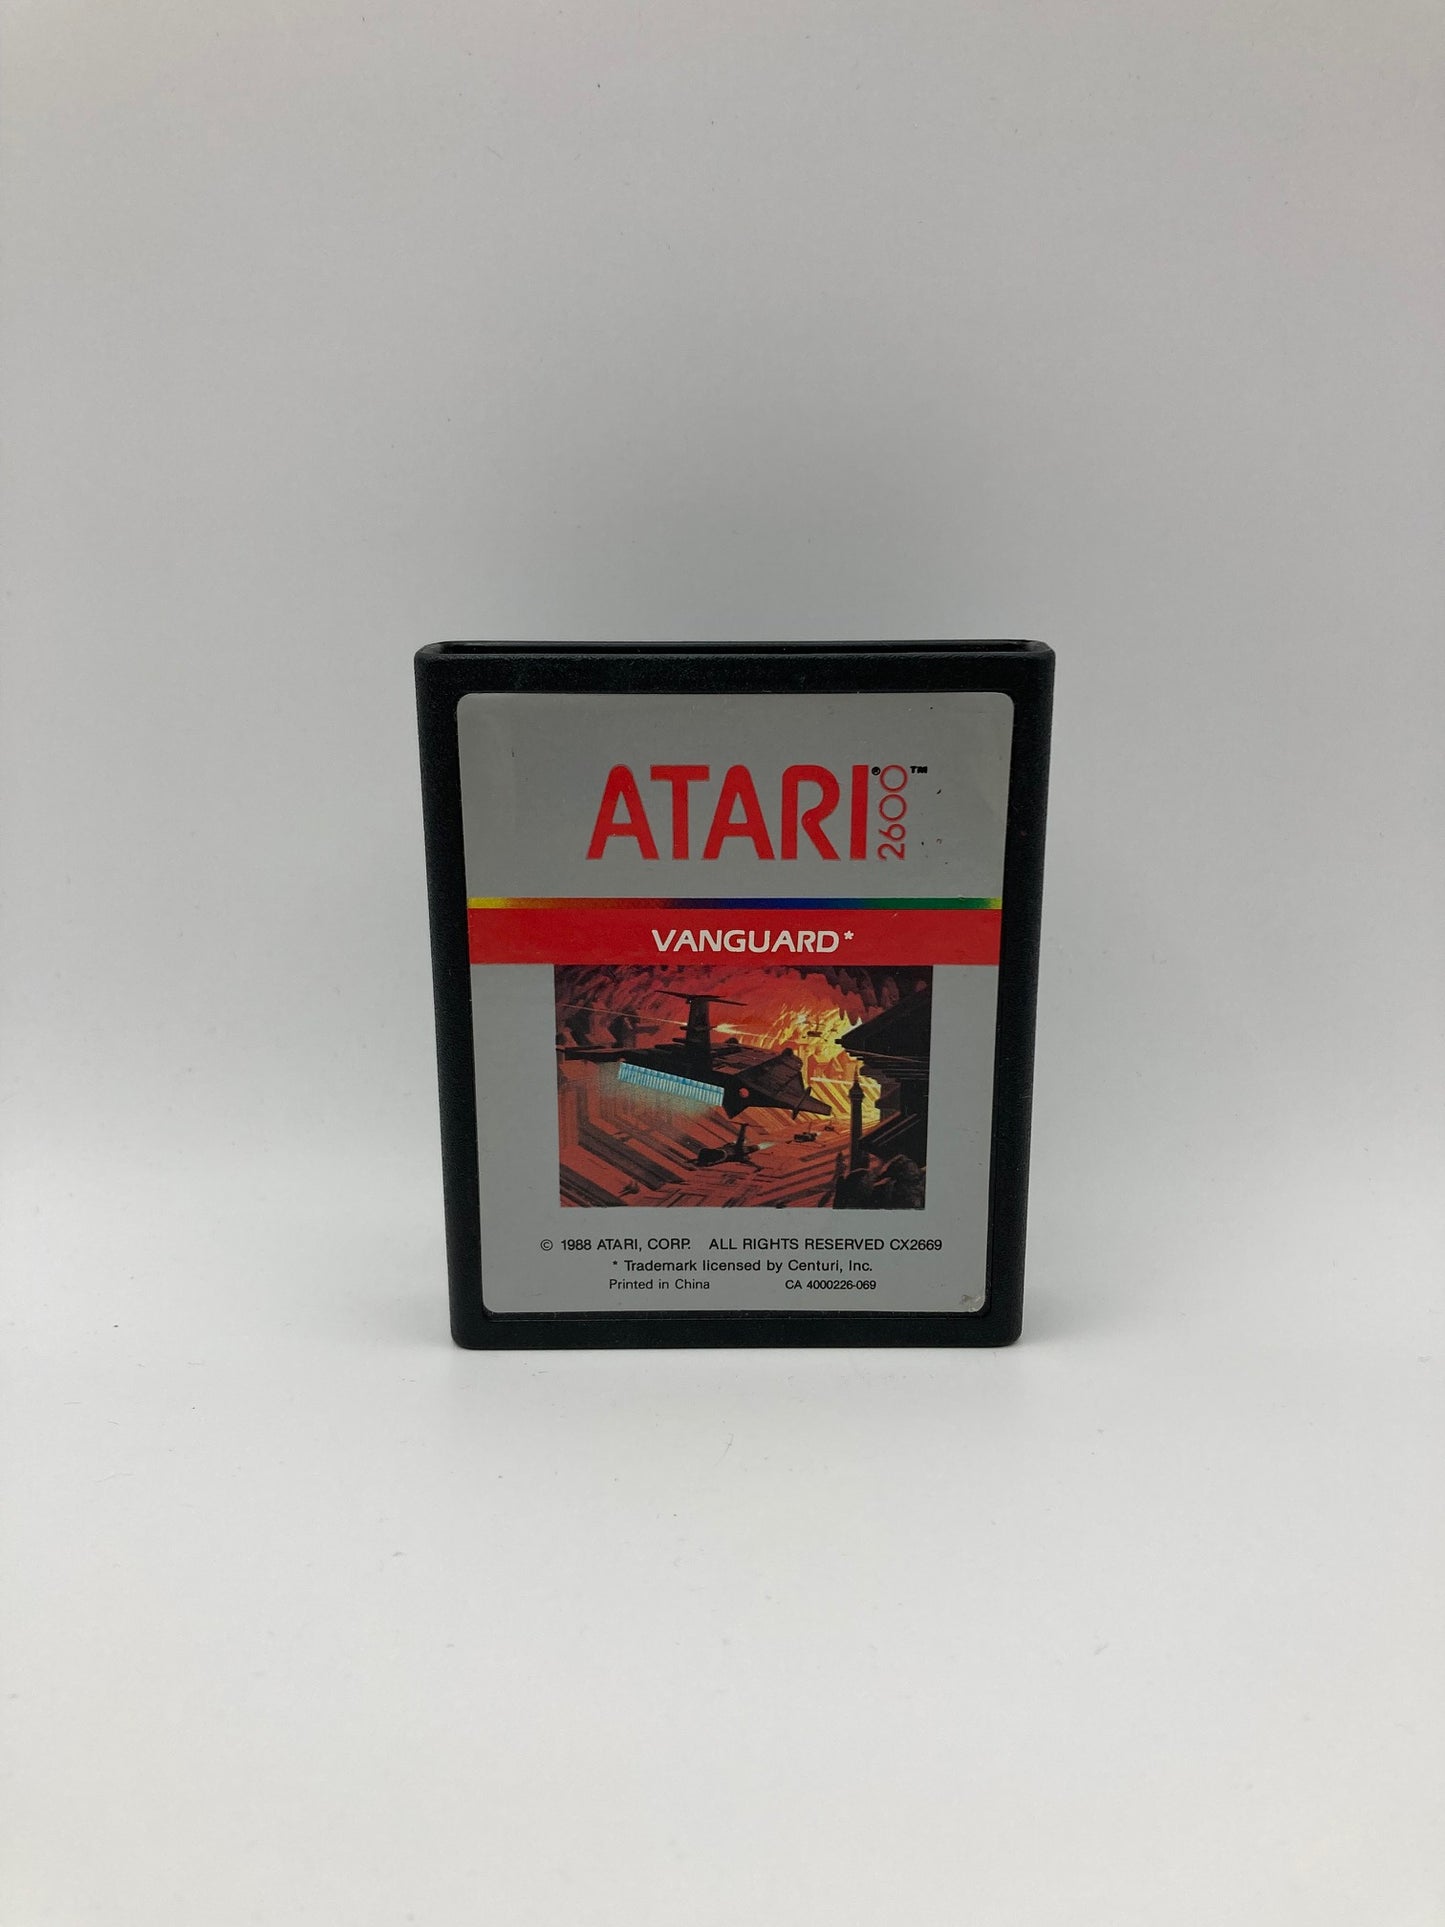 ATARI® 2600™
VANGUARD*
© 1988 ATARI, CORP. ALL RIGHTS RESERVED CX2669
* Trademark licensed by Centuri, Inc.
Printed in China CA 4000226-069